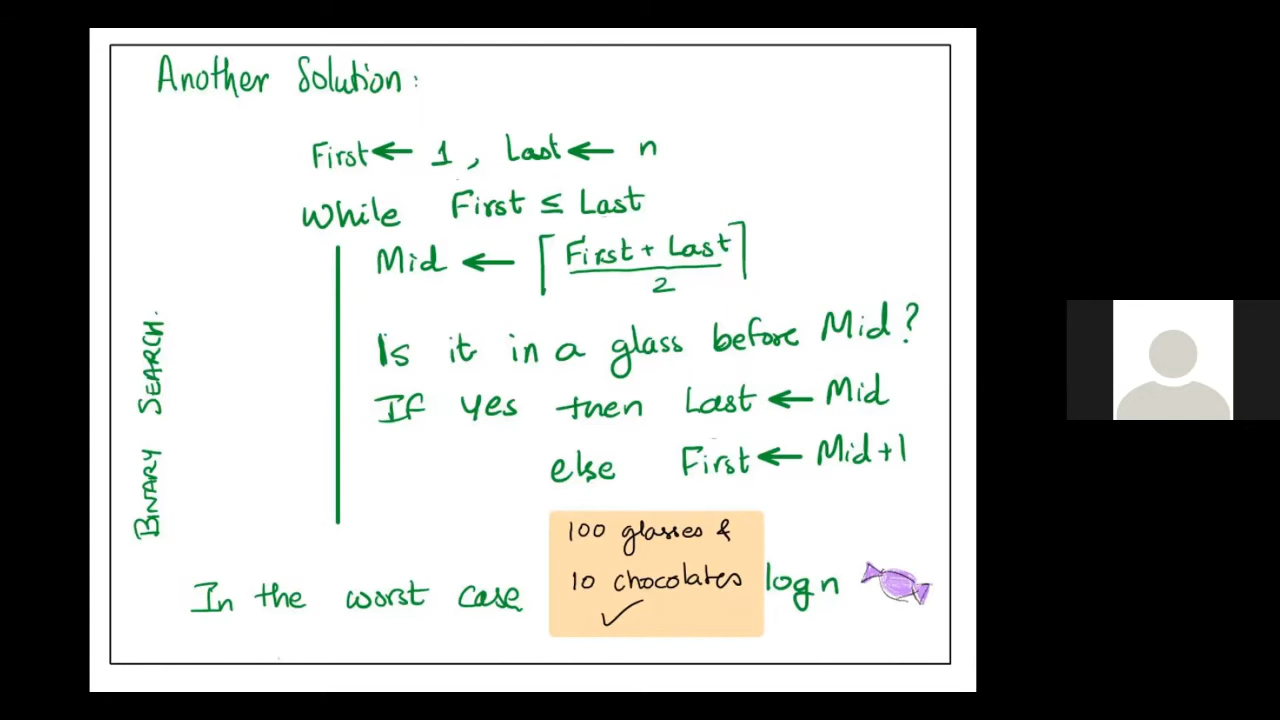 Another Solution:
First ← 1, Last ← n
While First ≤ Last
Mid ← ⌈(First + Last)/2⌉
Is it in a glass before Mid?
If yes then Last ← Mid
else First ← Mid+1
BINARY SEARCH.
100 glasses &
10 chocolates
✓
In the worst case log n